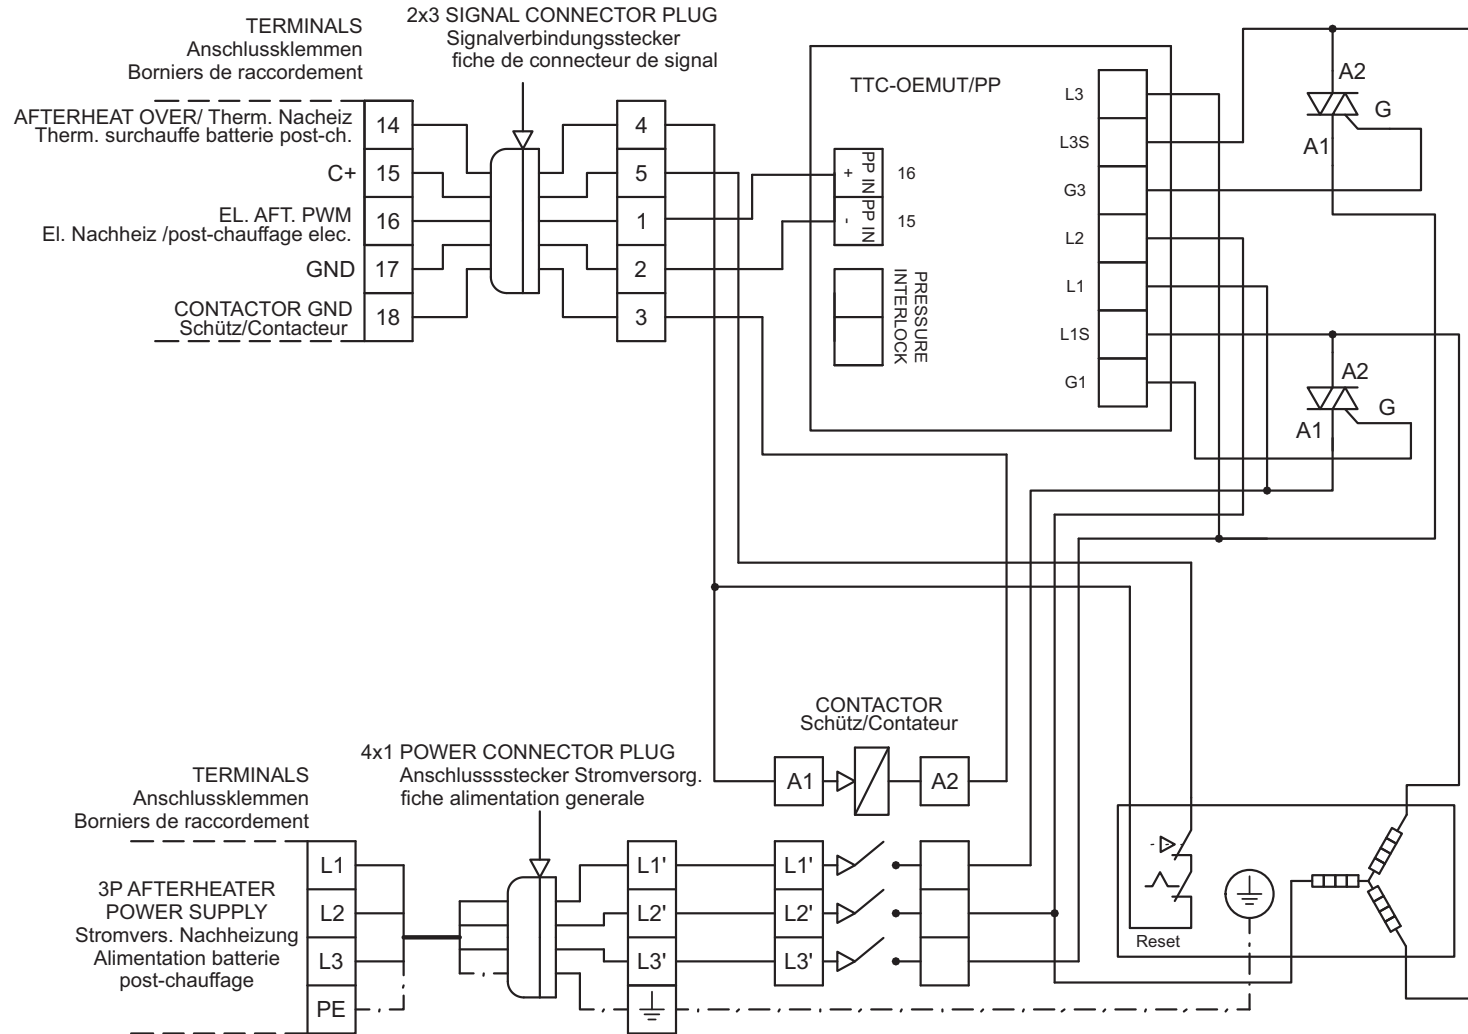 TERMINALS
Anschlussklemmen
Borniers de raccordement
2x3 SIGNAL CONNECTOR PLUG
Signalverbindungsstecker
fiche de connecteur de signal
AFTERHEAT OVER/ Therm. Nacheiz
Therm. surchauffe batterie post-ch.
14
C+
15
EL. AFT. PWM
El. Nachheiz /post-chauffage elec.
16
GND
17
CONTACTOR GND
Schütz/Contacteur
18
4
5
1
2
3
TTC-OEMUT/PP
+
PP IN
16
-
PP IN
15
PRESSURE
INTERLOCK
L3
L3S
G3
L2
L1
L1S
G1
A2
G
A1
A2
G
A1
CONTACTOR
Schütz/Contateur
A1
A2
4x1 POWER CONNECTOR PLUG
Anschlusssstecker Stromversorg.
fiche alimentation generale
TERMINALS
Anschlussklemmen
Borniers de raccordement
3P AFTERHEATER
POWER SUPPLY
Stromvers. Nachheizung
Alimentation batterie
post-chauffage
L1
L2
L3
PE
L1'
L2'
L3'
L1'
L2'
L3'
Reset